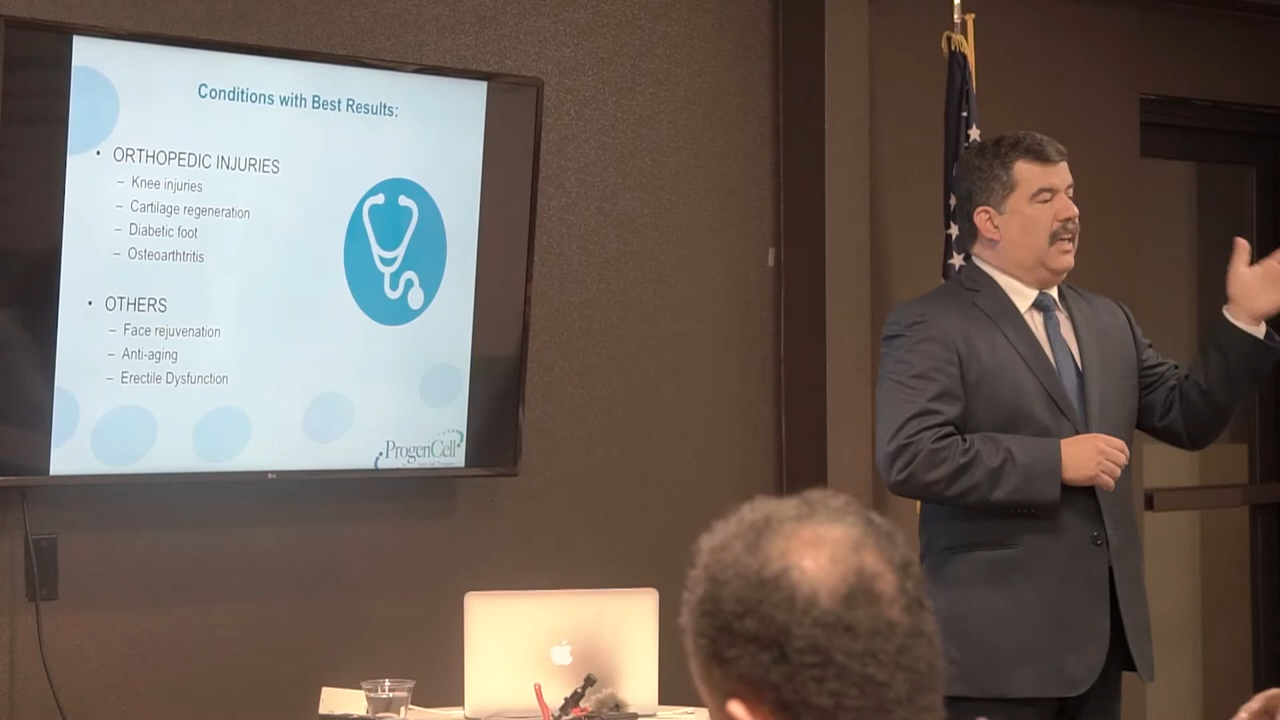 Conditions with Best Results:
• ORTHOPEDIC INJURIES
– Knee injuries
– Cartilage regeneration
– Diabetic foot
– Osteoarthtritis
• OTHERS
– Face rejuvenation
– Anti-aging
– Erectile Dysfunction
ProgenCell